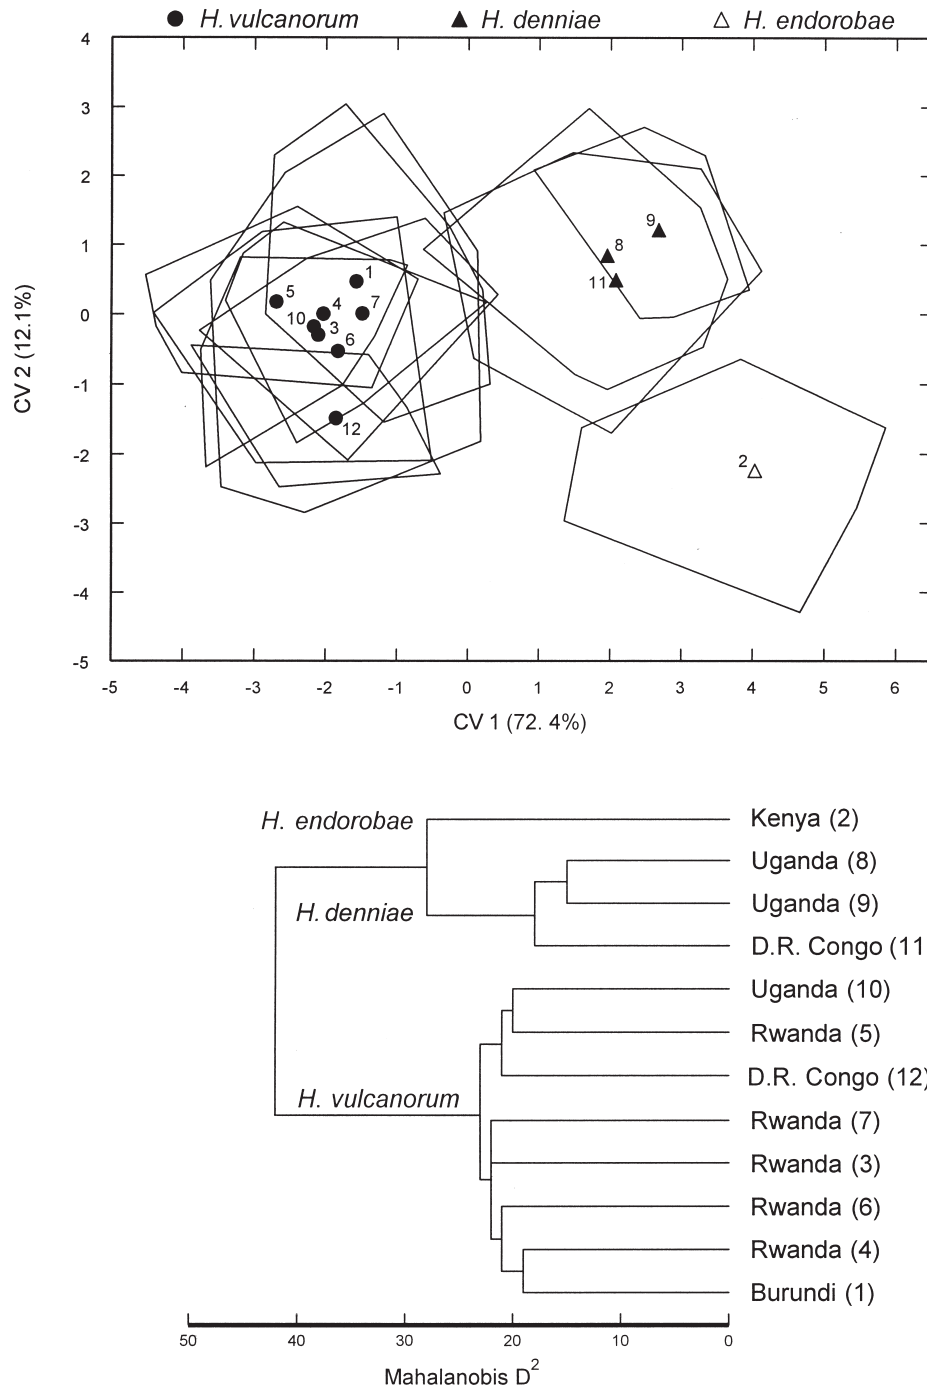 H. vulcanorum H. denniae H. endorobae
4
3
2
1
0
-1
-2
-3
-4
-5
CV 2 (12.1%)
9
8
11
1
5
4
7
10
3
6
12
2
-5 -4 -3 -2 -1 0 1 2 3 4 5 6
CV 1 (72. 4%)
H. endorobae
Kenya (2)
Uganda (8)
Uganda (9)
H. denniae
D.R. Congo (11
Uganda (10)
Rwanda (5)
D.R. Congo (12)
H. vulcanorum
Rwanda (7)
Rwanda (3)
Rwanda (6)
Rwanda (4)
Burundi (1)
50 40 30 20 10 0
Mahalanobis D²